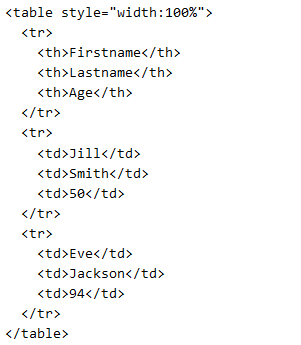 <table style="width:100%">
  <tr>
    <th>Firstname</th>
    <th>Lastname</th>
    <th>Age</th>
  </tr>
  <tr>
    <td>Jill</td>
    <td>Smith</td>
    <td>50</td>
  </tr>
  <tr>
    <td>Eve</td>
    <td>Jackson</td>
    <td>94</td>
  </tr>
</table>